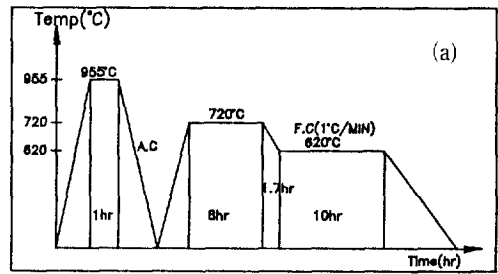 Temp(°C)
(a)
955
955°C
720
720°C
F.C(1°C/MIN)
620
620°C
A.C
1hr
8hr
1.7hr
10hr
Time(hr)